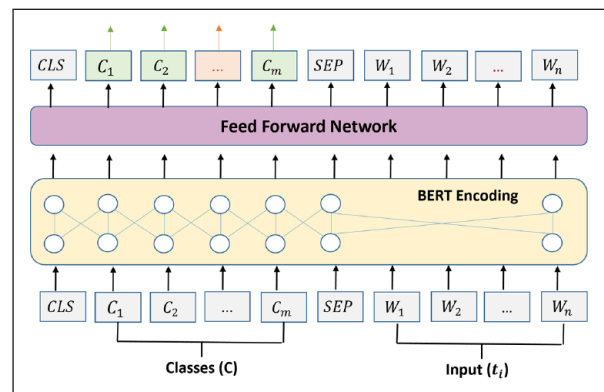 CLS C₁ C₂ ... Cₘ SEP W₁ W₂ ... Wₙ
Feed Forward Network
BERT Encoding
CLS C₁ C₂ ... Cₘ SEP W₁ W₂ ... Wₙ
Classes (C) Input (tᵢ)